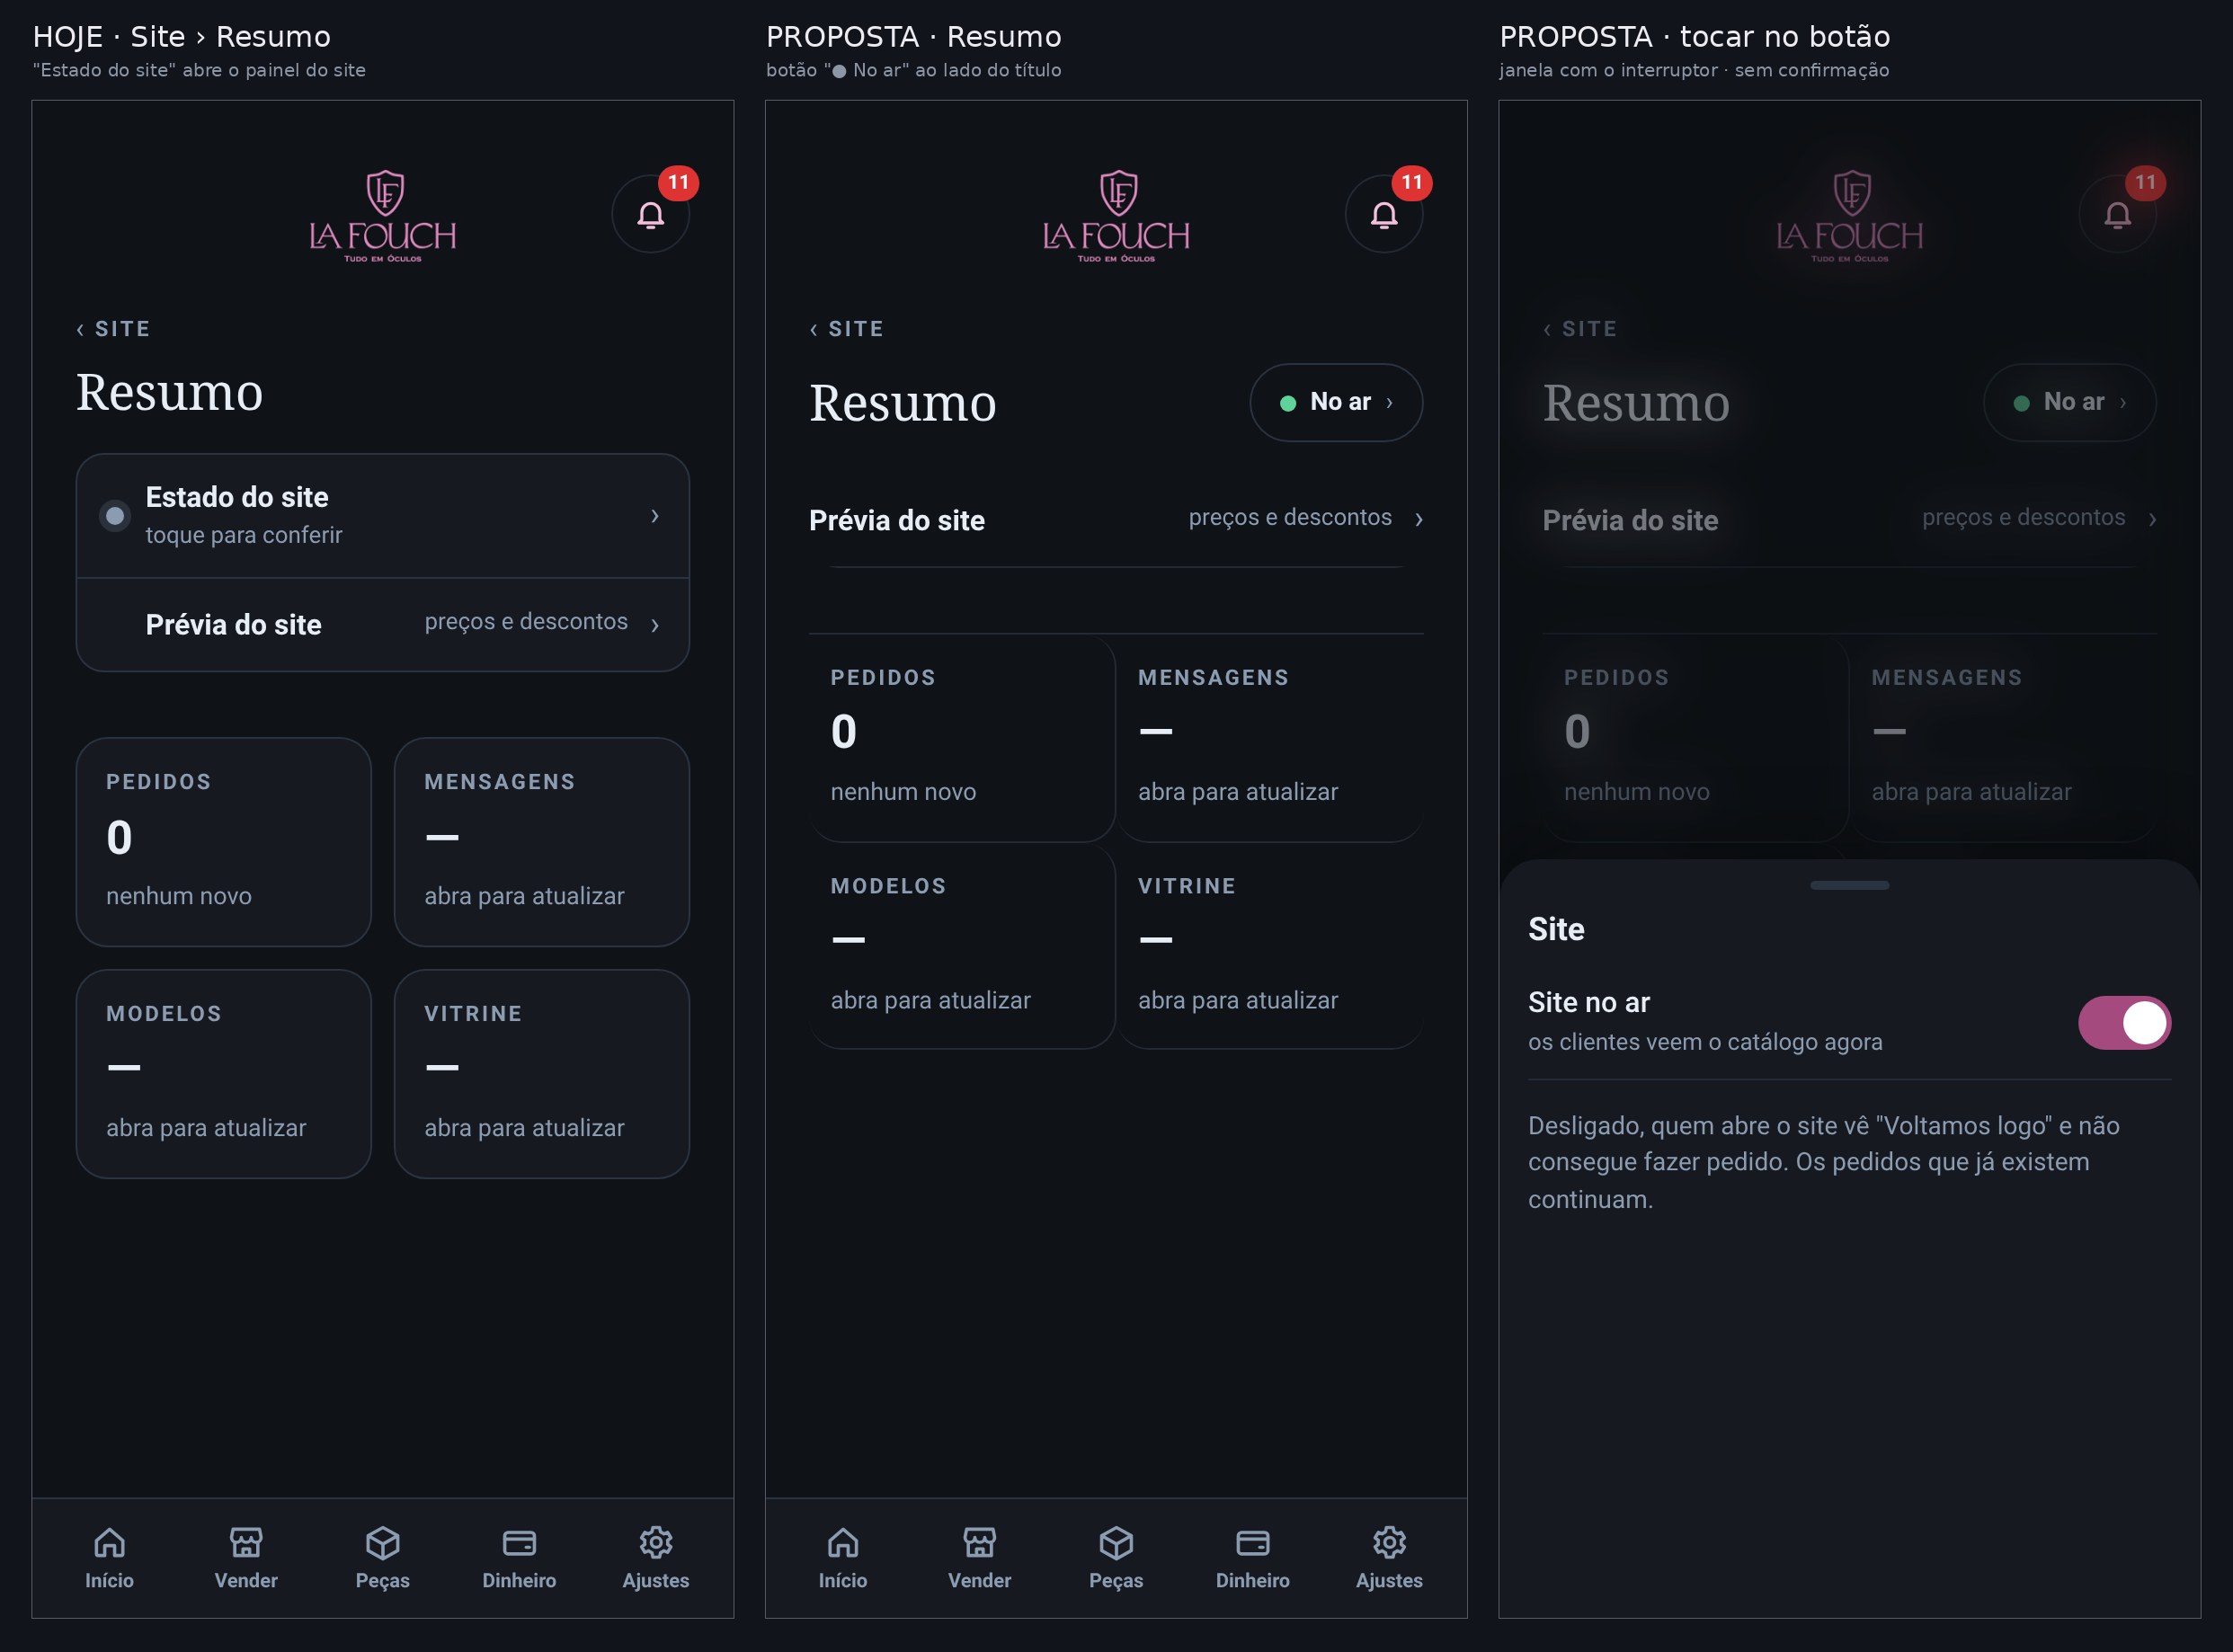 HOJE · Site › Resumo
"Estado do site" abre o painel do site
11
LF
LA FOUCH
TUDO EM ÓCULOS
‹ SITE
Resumo
Estado do site
toque para conferir
›
Prévia do site
preços e descontos ›
PEDIDOS
0
nenhum novo
MENSAGENS
—
abra para atualizar
MODELOS
—
abra para atualizar
VITRINE
—
abra para atualizar
Início
Vender
Peças
Dinheiro
Ajustes
PROPOSTA · Resumo
botão "● No ar" ao lado do título
11
LF
LA FOUCH
TUDO EM ÓCULOS
‹ SITE
Resumo
● No ar ›
Prévia do site
preços e descontos ›
PEDIDOS
0
nenhum novo
MENSAGENS
—
abra para atualizar
MODELOS
—
abra para atualizar
VITRINE
—
abra para atualizar
Início
Vender
Peças
Dinheiro
Ajustes
PROPOSTA · tocar no botão
janela com o interruptor · sem confirmação
11
LF
LA FOUCH
TUDO EM ÓCULOS
‹ SITE
Resumo
● No ar ›
Prévia do site
preços e descontos ›
PEDIDOS
0
nenhum novo
MENSAGENS
—
abra para atualizar
Site
Site no ar
os clientes veem o catálogo agora
Desligado, quem abre o site vê "Voltamos logo" e não
consegue fazer pedido. Os pedidos que já existem
continuam.